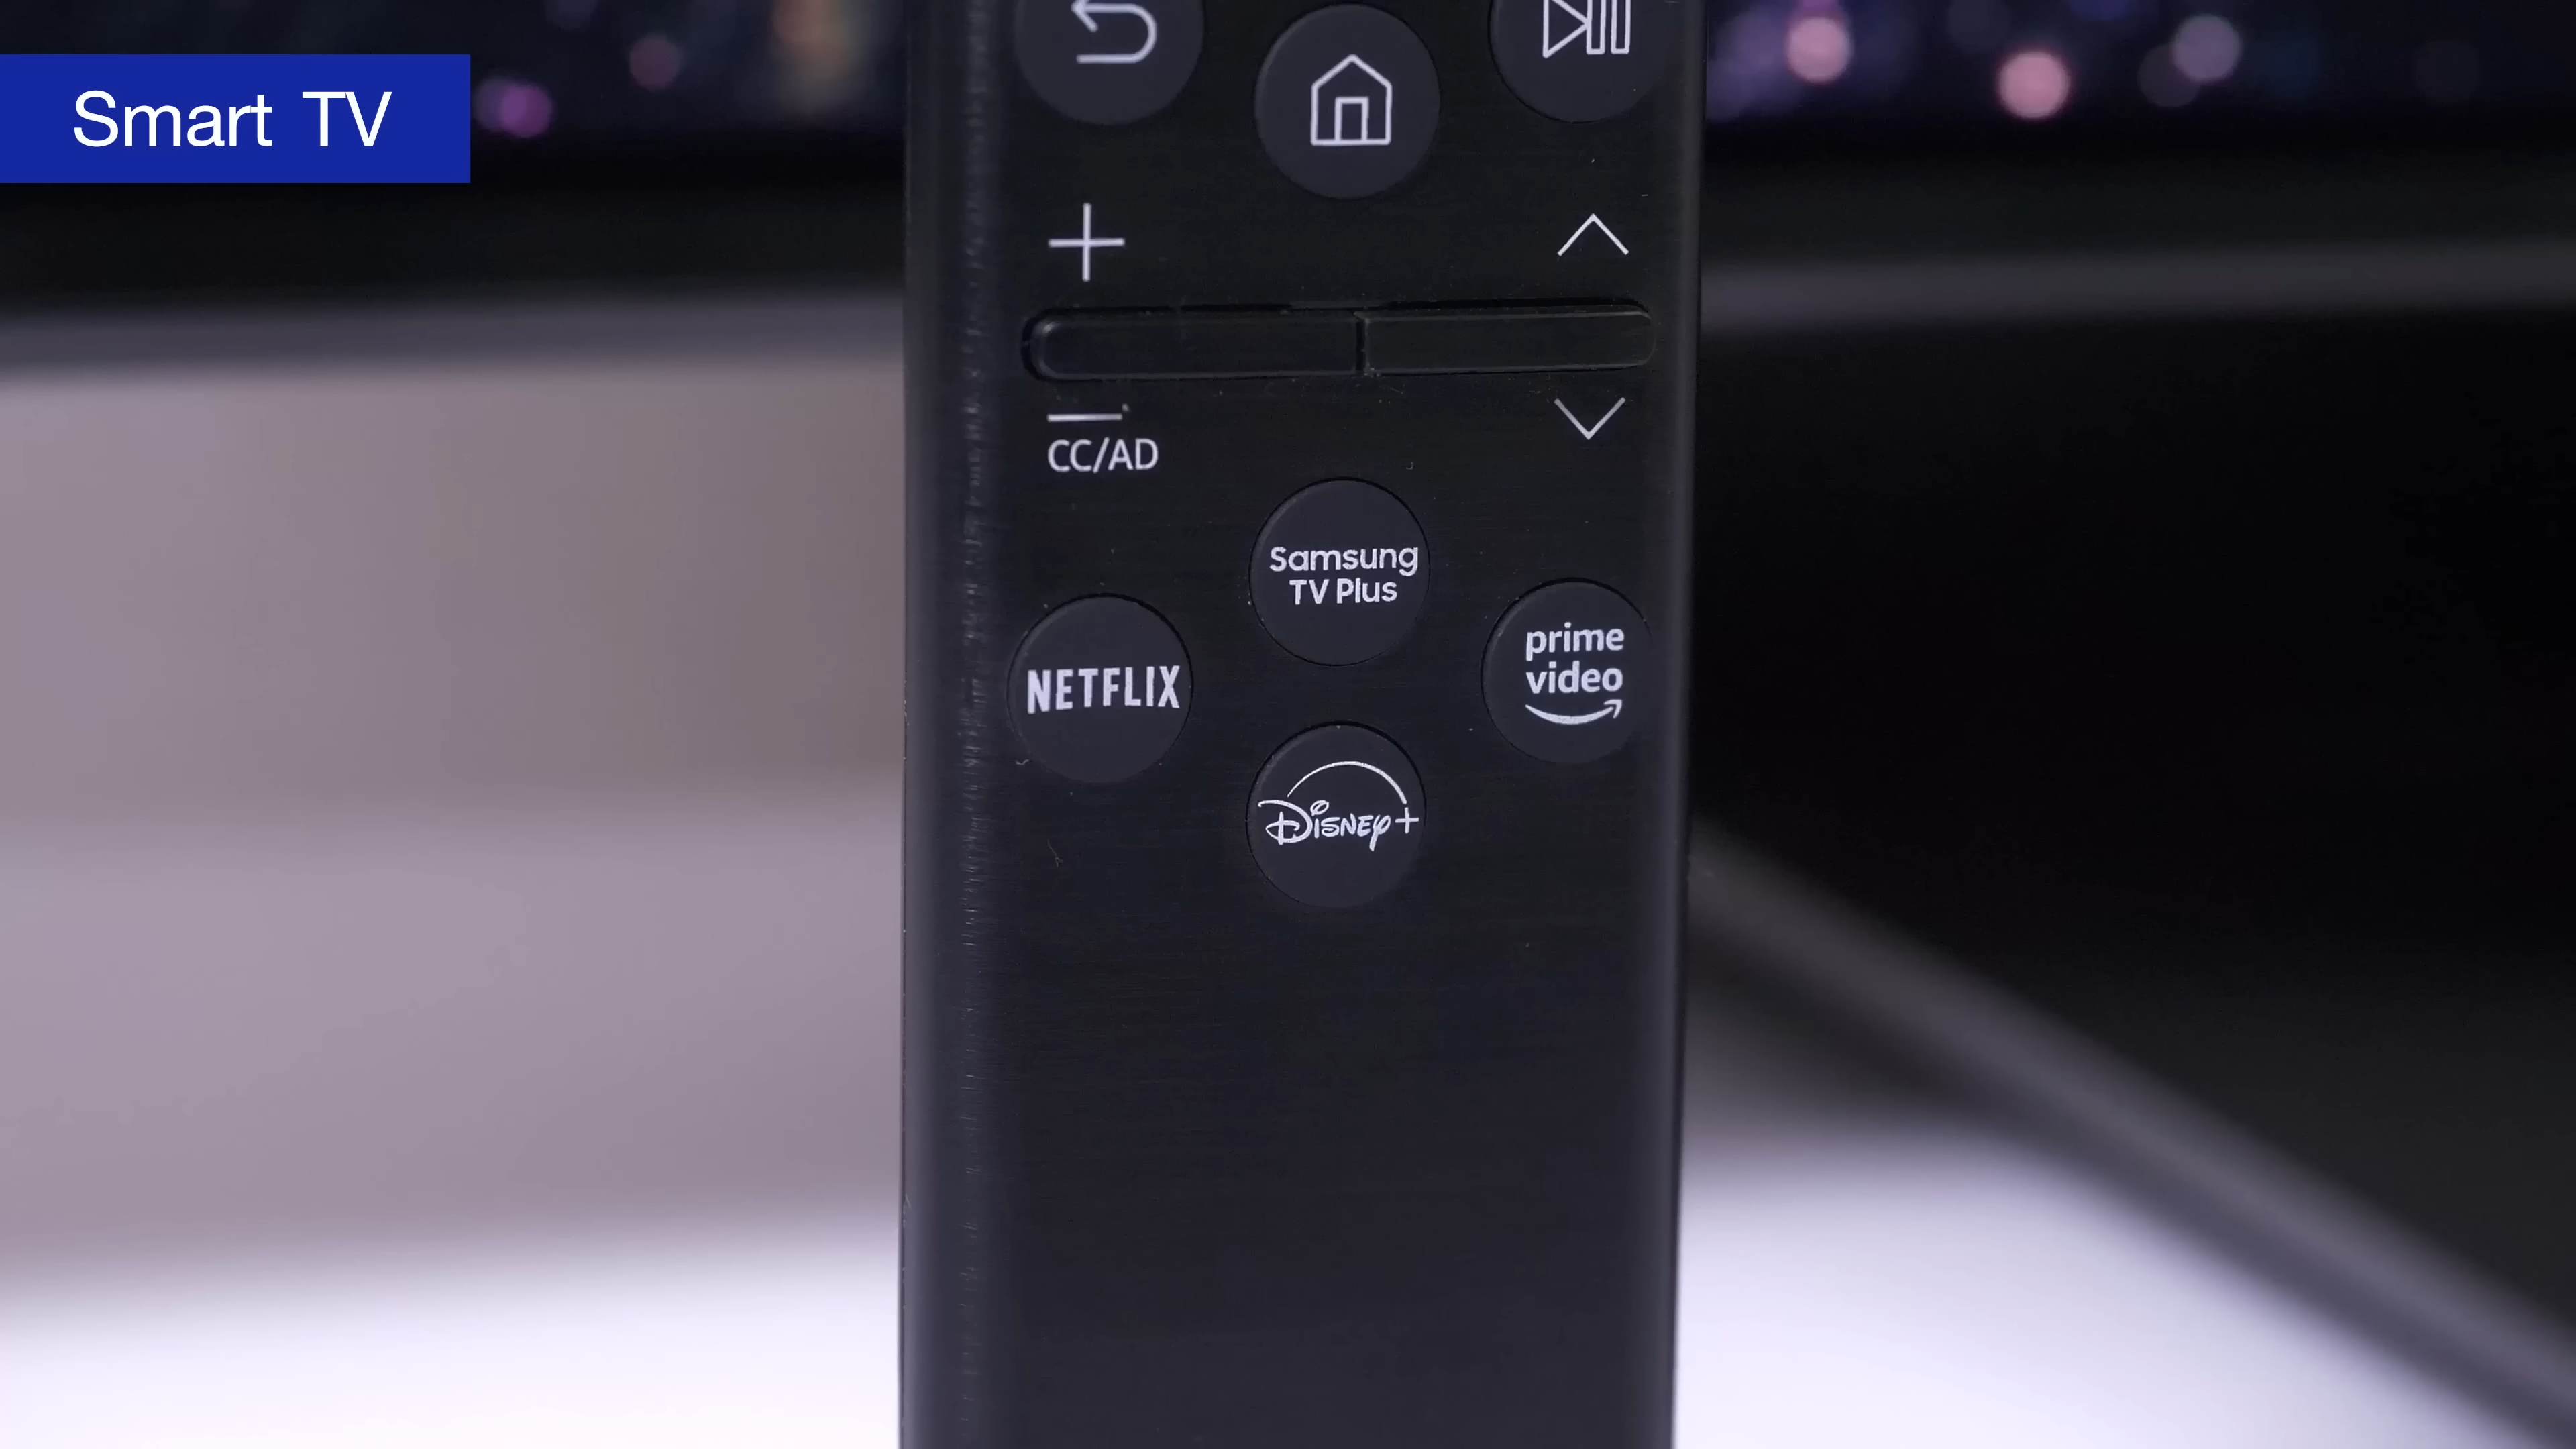 Smart TV
CC/AD
Samsung
TV Plus
NETFLIX
prime
video
Disney+